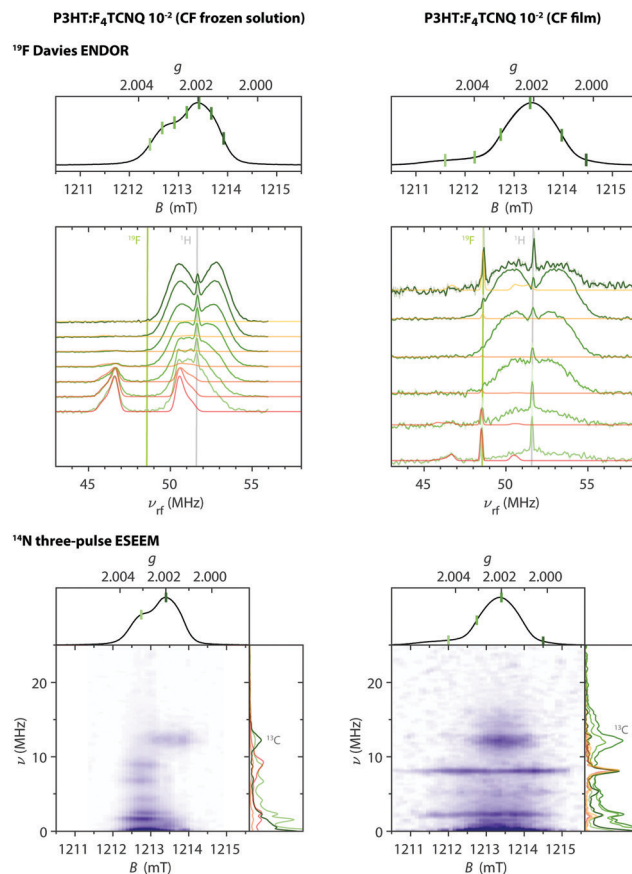 P3HT:F₄TCNQ 10⁻² (CF frozen solution)
P3HT:F₄TCNQ 10⁻² (CF film)
¹⁹F Davies ENDOR
g
2.004 2.002 2.000
1211 1212 1213 1214 1215
B (mT)
g
2.004 2.002 2.000
1211 1212 1213 1214 1215
B (mT)
¹⁹F ¹H
45 50 55
ν_rf (MHz)
¹⁹F ¹H
45 50 55
ν_rf (MHz)
¹⁴N three-pulse ESEEM
g
2.004 2.002 2.000
20
10
0
ν (MHz)
¹³C
1211 1212 1213 1214 1215
B (mT)
g
2.004 2.002 2.000
20
10
0
ν (MHz)
¹³C
1211 1212 1213 1214 1215
B (mT)